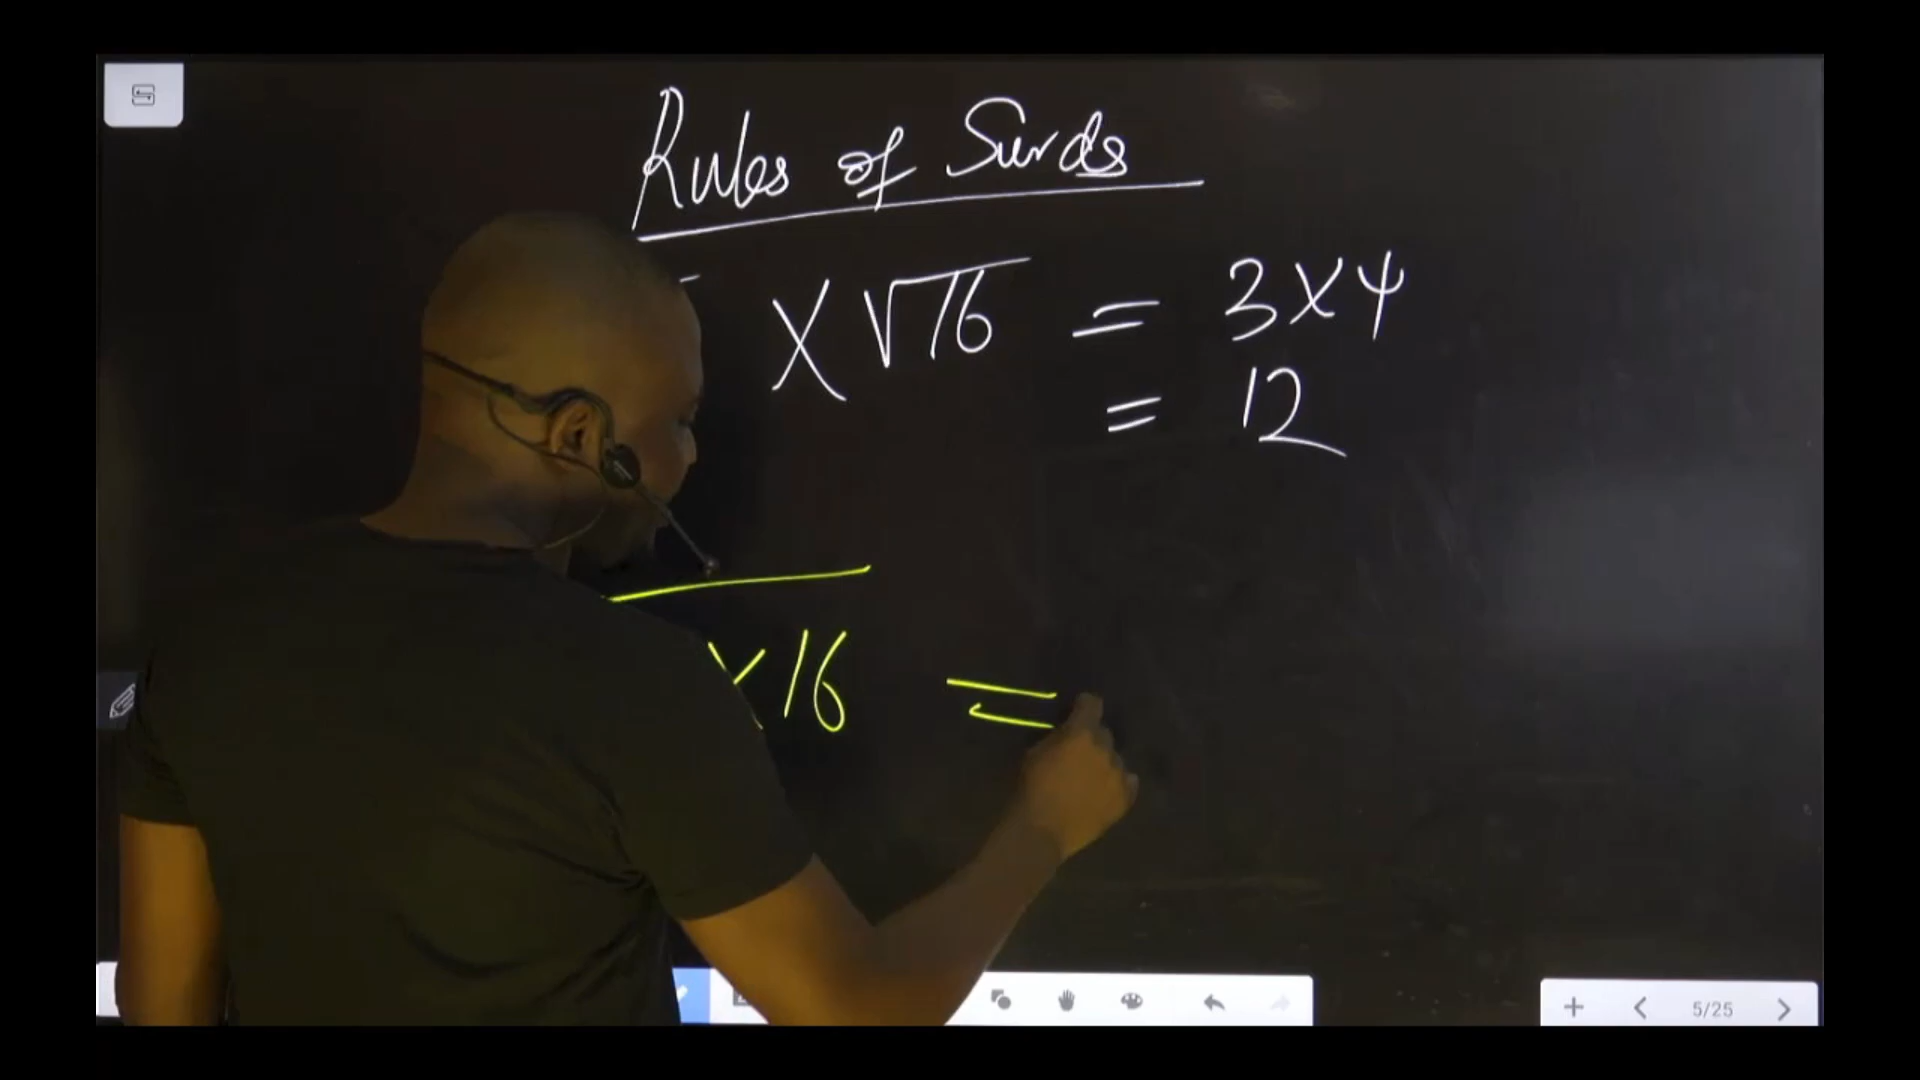 Rules of Surds
X √16 = 3X4
= 12
x16 =
5/25